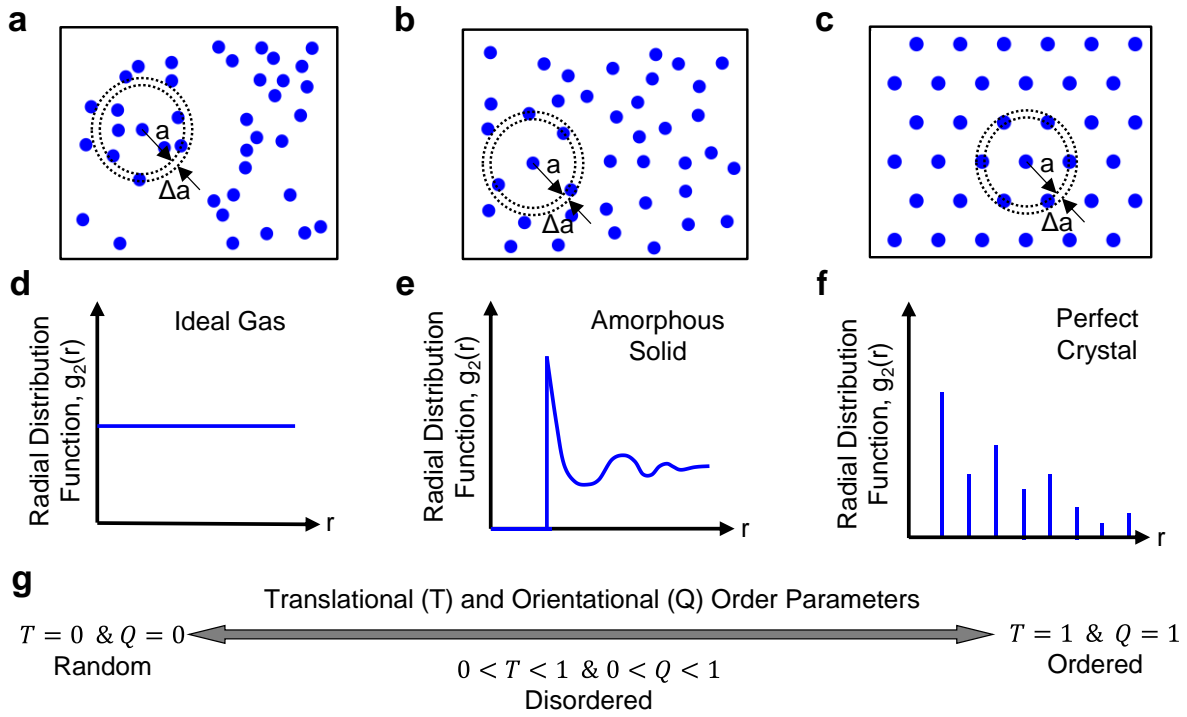 a
b
c
a
Δa
a
Δa
a
Δa
d
e
f
Radial Distribution
Function, g₂(r)
Ideal Gas
r
Radial Distribution
Function, g₂(r)
Amorphous
Solid
r
Radial Distribution
Function, g₂(r)
Perfect
Crystal
r
g
Translational (T) and Orientational (Q) Order Parameters
T = 0 & Q = 0
Random
0 < T < 1 & 0 < Q < 1
Disordered
T = 1 & Q = 1
Ordered